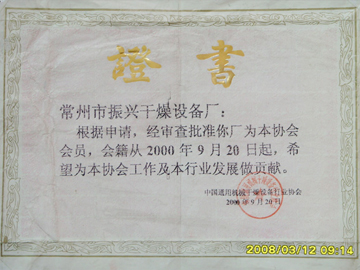 證書
常州市振兴干燥设备厂：
根据申请，经审查批准你厂为本协会
会员，会籍从2000年9月20日起，希
望为本协会工作及本行业发展做贡献。
中国通用机械干燥设备行业协会
2000年9月20日
2008/03/12 09:14